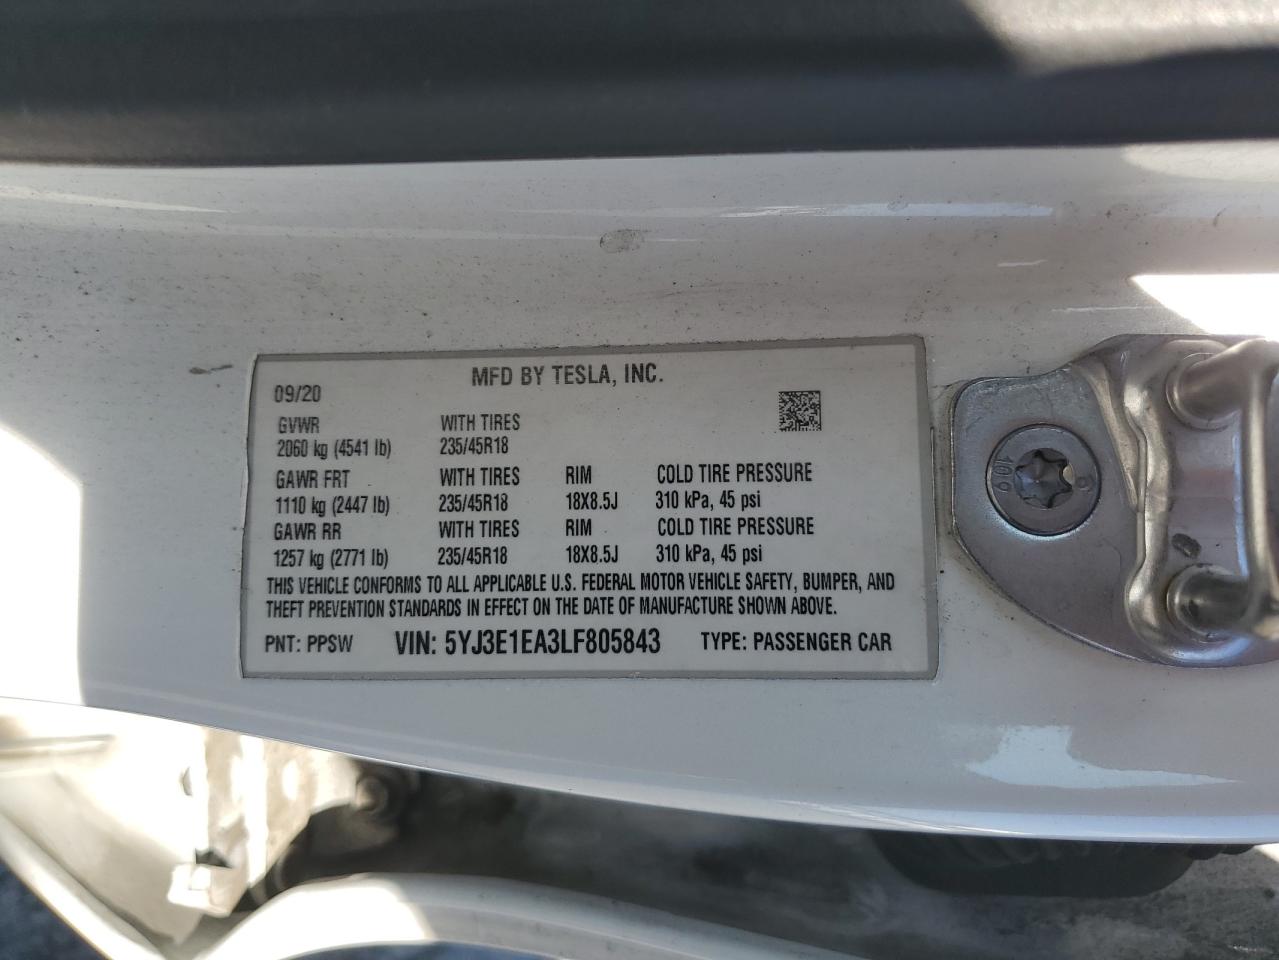 MFD BY TESLA, INC.
09/20
GVWR WITH TIRES
2060 kg (4541 lb) 235/45R18
GAWR FRT WITH TIRES RIM COLD TIRE PRESSURE
1110 kg (2447 lb) 235/45R18 18X8.5J 310 kPa, 45 psi
GAWR RR WITH TIRES RIM COLD TIRE PRESSURE
1257 kg (2771 lb) 235/45R18 18X8.5J 310 kPa, 45 psi
THIS VEHICLE CONFORMS TO ALL APPLICABLE U.S. FEDERAL MOTOR VEHICLE SAFETY, BUMPER, AND
THEFT PREVENTION STANDARDS IN EFFECT ON THE DATE OF MANUFACTURE SHOWN ABOVE.
PNT: PPSW VIN: 5YJ3E1EA3LF805843 TYPE: PASSENGER CAR